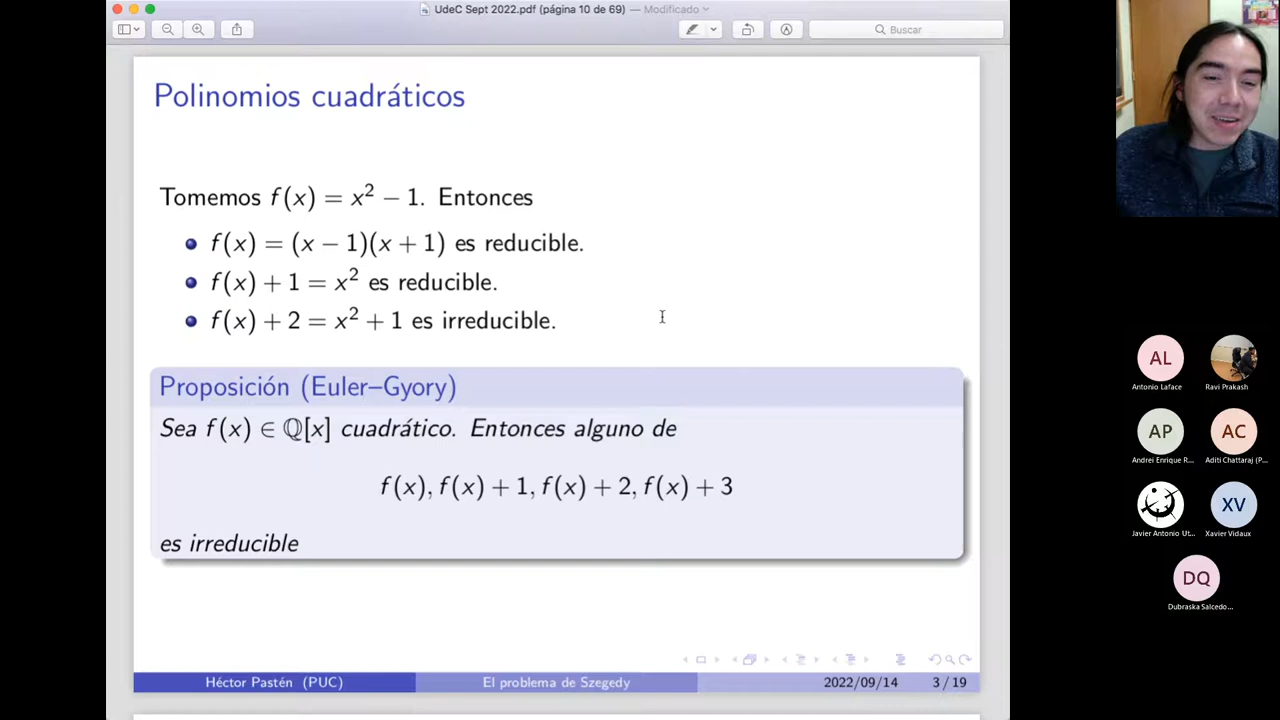 UdeC Sept 2022.pdf (página 10 de 69) — Modificado
Buscar
Polinomios cuadráticos
Tomemos f(x) = x² − 1. Entonces
f(x) = (x − 1)(x + 1) es reducible.
f(x) + 1 = x² es reducible.
f(x) + 2 = x² + 1 es irreducible.
Proposición (Euler–Gyory)
Sea f(x) ∈ ℚ[x] cuadrático. Entonces alguno de
f(x), f(x) + 1, f(x) + 2, f(x) + 3
es irreducible
Héctor Pastén (PUC) El problema de Szegedy 2022/09/14 3 / 19
AL
Antonio Laface Ravi Prakash
AP AC
Andrei Enrique R... Aditi Chattaraj (P...
XV
Javier Antonio Ut... Xavier Vidaux
DQ
Dubraska Salcedo...